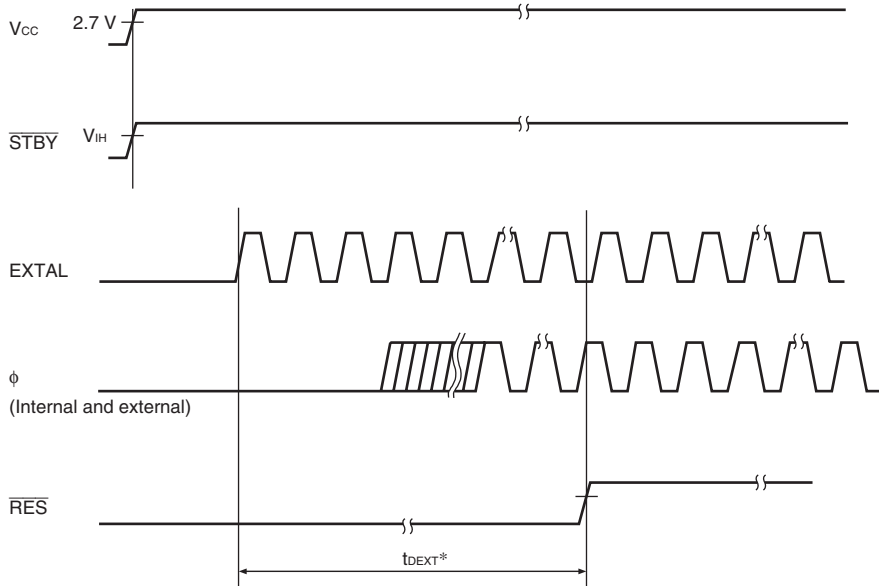 VCC 2.7 V
STBY VIH
EXTAL
ϕ
(Internal and external)
RES
tDEXT*